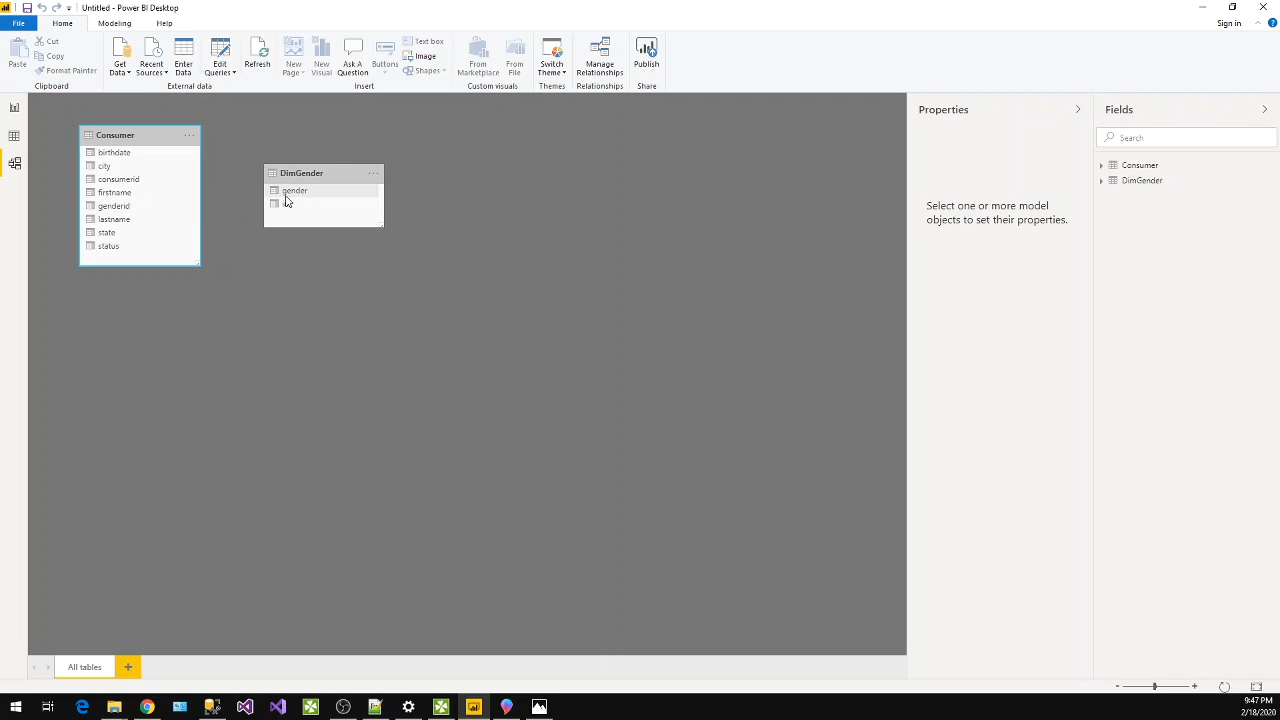 Untitled - Power BI Desktop
File
Home
Modeling
Help
Sign in
Paste
Cut
Copy
Format Painter
Clipboard
Get Data
Recent Sources
Enter Data
Edit Queries
Refresh
External data
New Page
New Visual
Ask A Question
Buttons
Text box
Image
Shapes
Insert
From Marketplace
From File
Custom visuals
Switch Theme
Themes
Manage Relationships
Relationships
Publish
Share
Consumer
birthdate
city
consumerid
firstname
genderid
lastname
state
status
DimGender
gender
Properties
Select one or more model
objects to set their properties.
Fields
Search
Consumer
DimGender
All tables
9:47 PM
2/18/2020